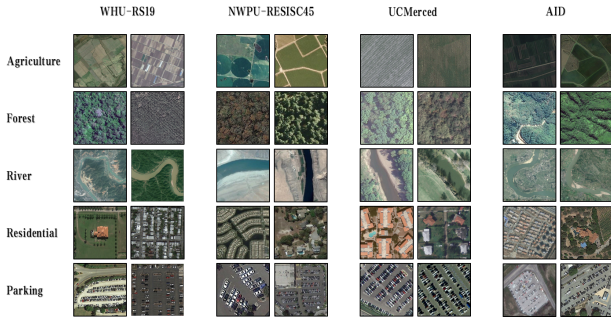 WHU-RS19 NWPU-RESISC45 UCMerced AID
Agriculture
Forest
River
Residential
Parking